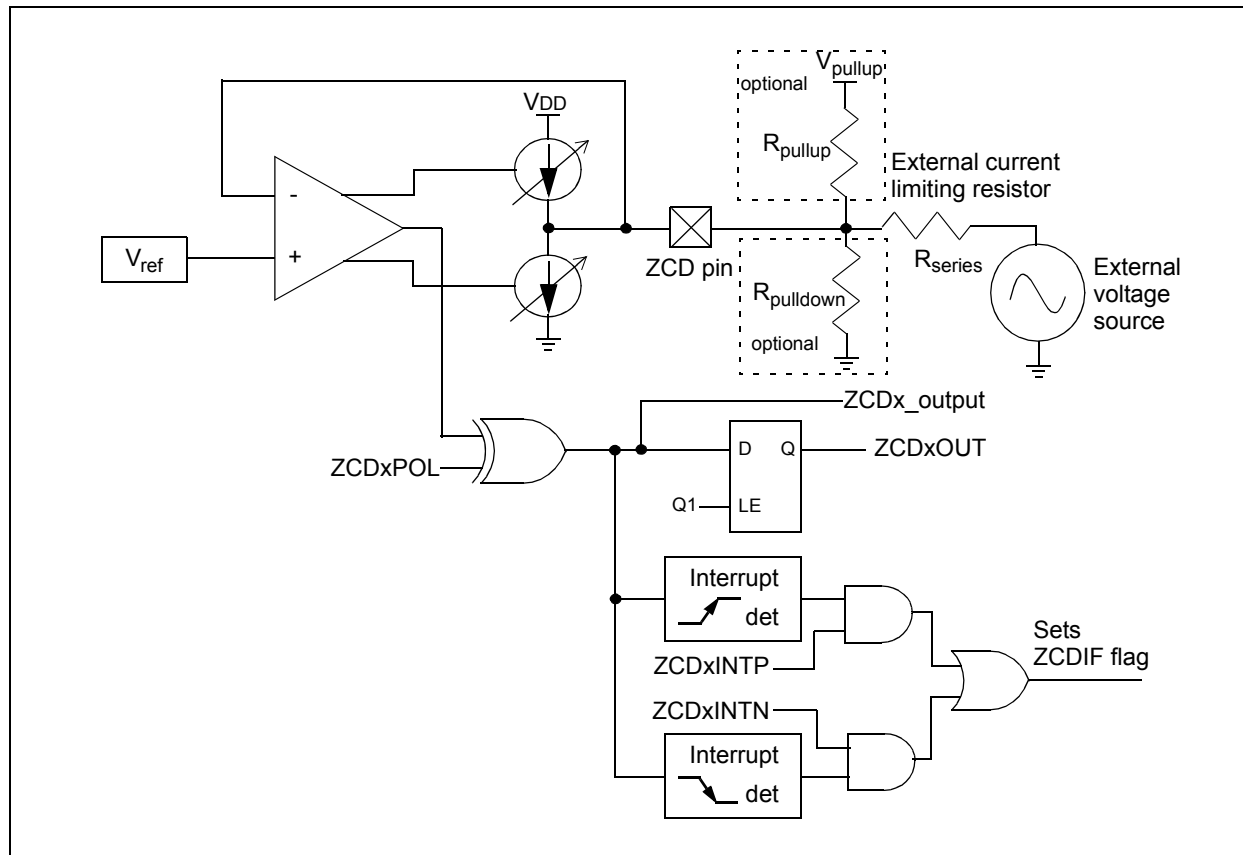 optional
Vpullup
VDD
Rpullup
External current
limiting resistor
-
+
Vref
ZCD pin
Rseries
Rpulldown
optional
External
voltage
source
ZCDx_output
ZCDxPOL
D
Q
ZCDxOUT
Q1
LE
Interrupt
det
ZCDxINTP
Sets
ZCDIF flag
ZCDxINTN
Interrupt
det